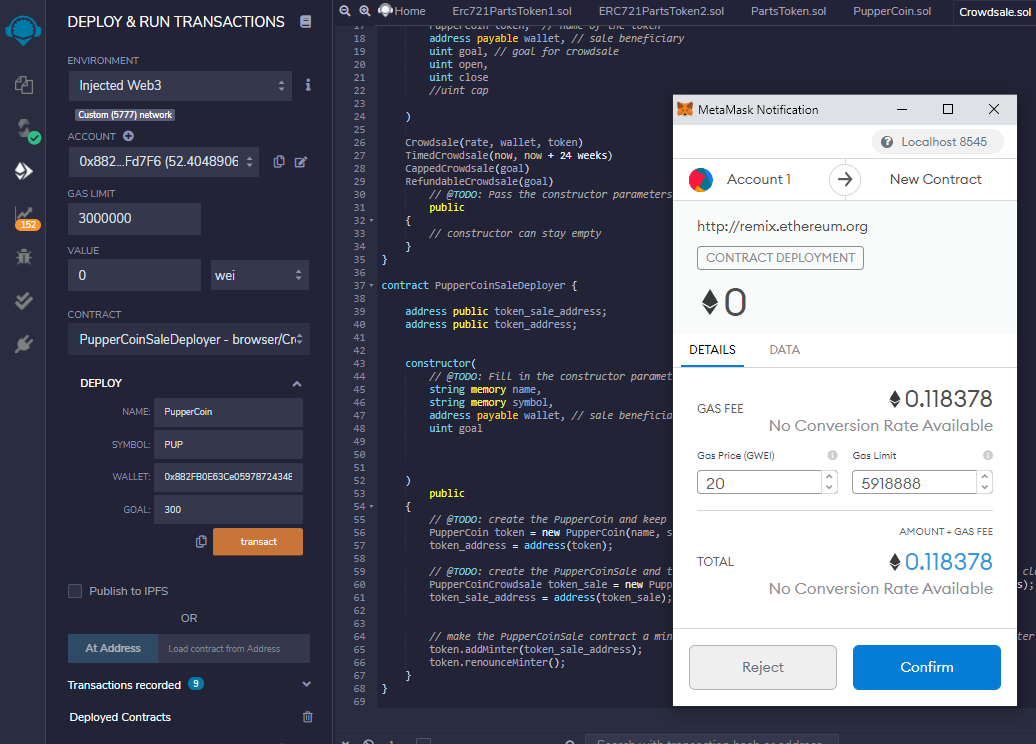 DEPLOY & RUN TRANSACTIONS
ENVIRONMENT
Injected Web3
Custom (5777) network
ACCOUNT
0x882...Fd7F6 (52.4048906
GAS LIMIT
3000000
152
VALUE
0
wei
CONTRACT
PupperCoinSaleDeployer - browser/Cr
DEPLOY
NAME: PupperCoin
SYMBOL: PUP
WALLET: 0x882FB0E63Ce05978724348
GOAL: 300
transact
Publish to IPFS
OR
At Address
Load contract from Address
Transactions recorded 9
Deployed Contracts
Home
Erc721PartsToken1.sol
ERC721PartsToken2.sol
PartsToken.sol
PupperCoin.sol
Crowdsale.sol
17 PupperCoin token, // name of the token
18 address payable wallet, // sale beneficiary
19 uint goal, // goal for crowdsale
20 uint open,
21 uint close
22 //uint cap
23
24 )
25
26 Crowdsale(rate, wallet, token)
27 TimedCrowdsale(now, now + 24 weeks)
28 CappedCrowdsale(goal)
29 RefundableCrowdsale(goal)
30 // @TODO: Pass the constructor parameters
31 public
32 {
33 // constructor can stay empty
34 }
35 }
36
37 contract PupperCoinSaleDeployer {
38
39 address public token_sale_address;
40 address public token_address;
41
42
43 constructor(
44 // @TODO: Fill in the constructor paramet
45 string memory name,
46 string memory symbol,
47 address payable wallet, // sale beneficia
48 uint goal
49
50
51
52 )
53 public
54 {
55 // @TODO: create the PupperCoin and keep
56 PupperCoin token = new PupperCoin(name, s
57 token_address = address(token);
58
59 // @TODO: create the PupperCoinSale and t clo
60 PupperCoinCrowdsale token_sale = new Pupp s);
61 token_sale_address = address(token_sale);
62
63
64 // make the PupperCoinSale contract a min ter
65 token.addMinter(token_sale_address);
66 token.renounceMinter();
67 }
68 }
69
Search with transaction hash or address
MetaMask Notification
Localhost 8545
Account 1
New Contract
http://remix.ethereum.org
CONTRACT DEPLOYMENT
0
DETAILS
DATA
GAS FEE
0.118378
No Conversion Rate Available
Gas Price (GWEI)
Gas Limit
20
5918888
AMOUNT + GAS FEE
TOTAL
0.118378
No Conversion Rate Available
Reject
Confirm